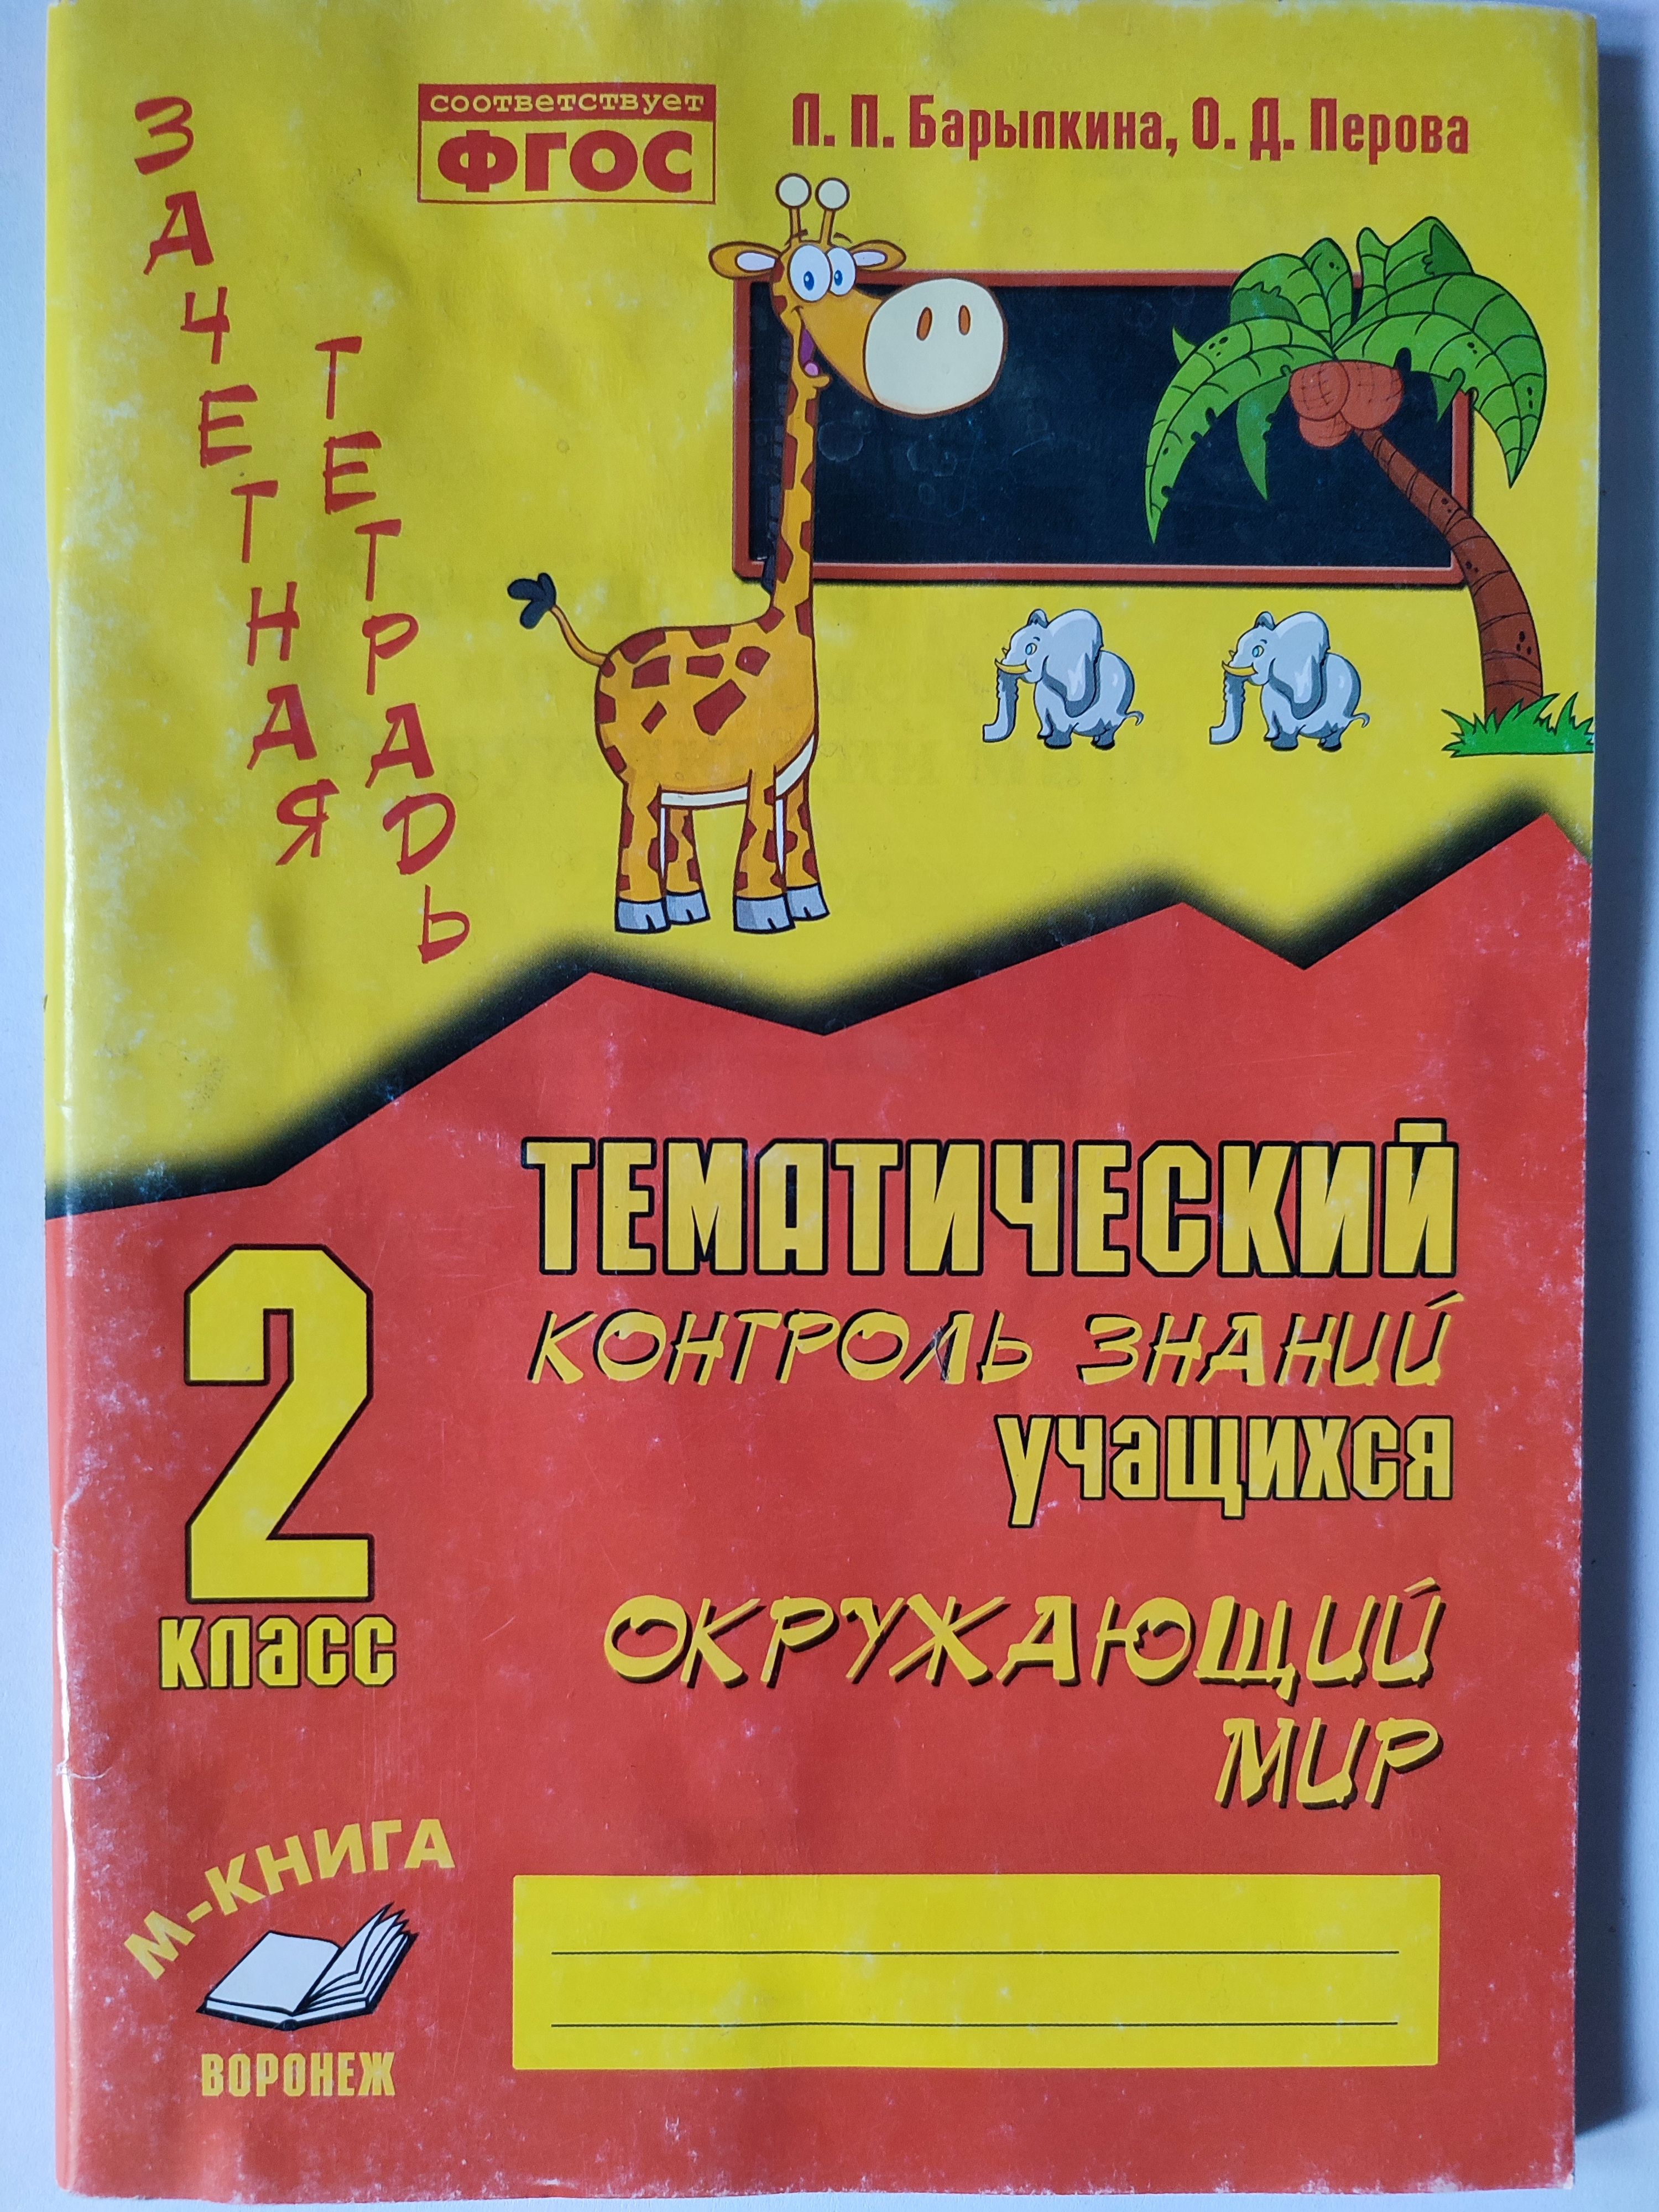 соответствует
ФГОС
Л. П. Барылкина, О. Д. Перова
ЗАЧЕТНАЯ
ТЕТРАДЬ
ТЕМАТИЧЕСКИЙ
КОНТРОЛЬ ЗНАНИЙ
учащихся
2
класс
ОКРУЖАЮЩИЙ
МИР
М-КНИГА
ВОРОНЕЖ